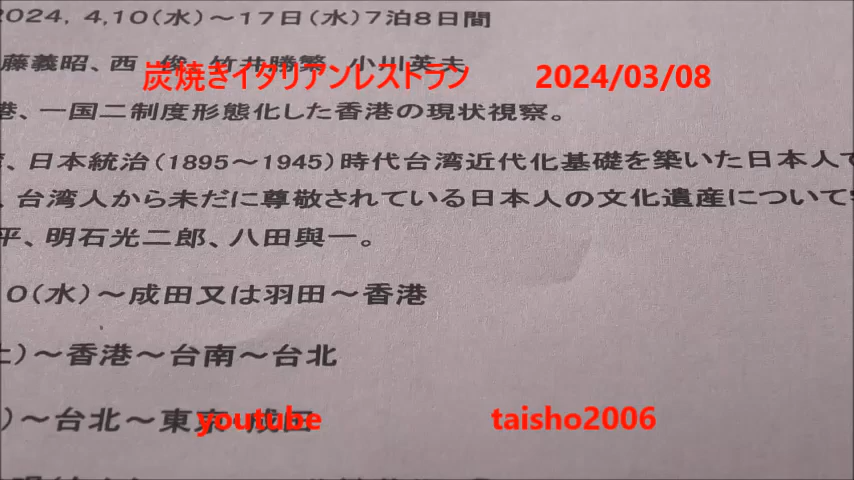 2024, 4,10(水)～17日(水)7泊8日間
藤義昭、西 俊、竹井勝繁、小川英夫
炭焼きイタリアンレストラン 2024/03/08
港、一国二制度形態化した香港の現状視察。
、日本統治(1895～1945)時代台湾近代化基礎を築いた日本人で
、台湾人から未だに尊敬されている日本人の文化遺産について
平、明石光二郎、八田與一。
0(水)～成田又は羽田～香港
)～香港～台南～台北
)～台北～東京・成田
youtube taisho2006